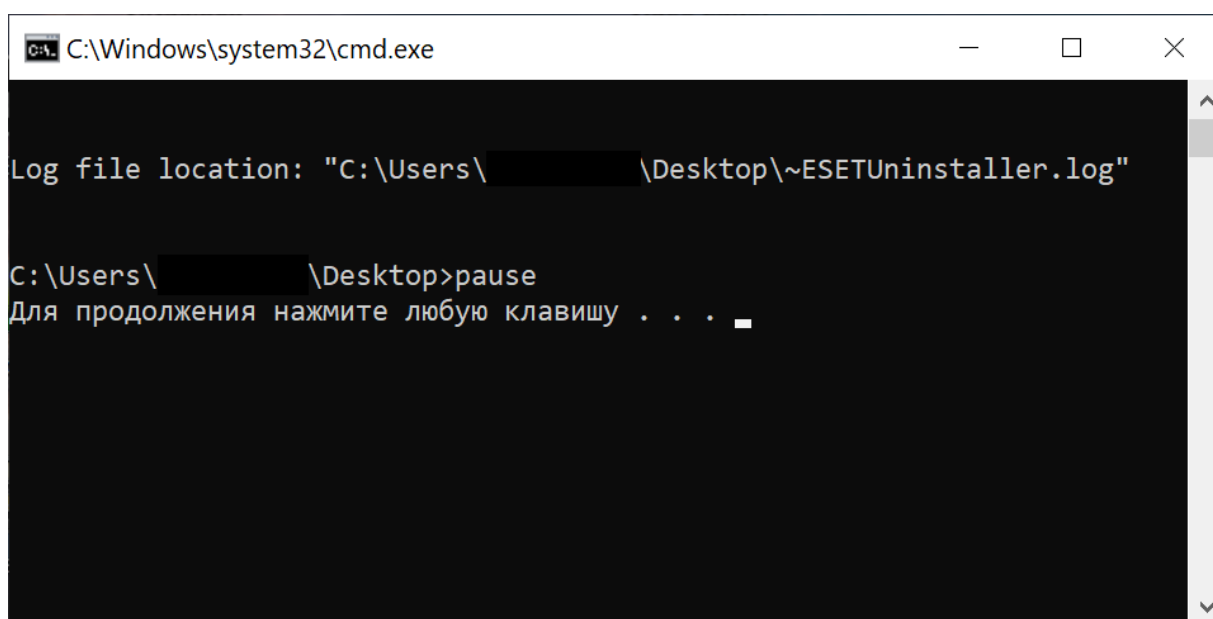 C:\Windows\system32\cmd.exe
Log file location: "C:\Users\ \Desktop\~ESETUninstaller.log"
C:\Users\ \Desktop>pause
Для продолжения нажмите любую клавишу . . .